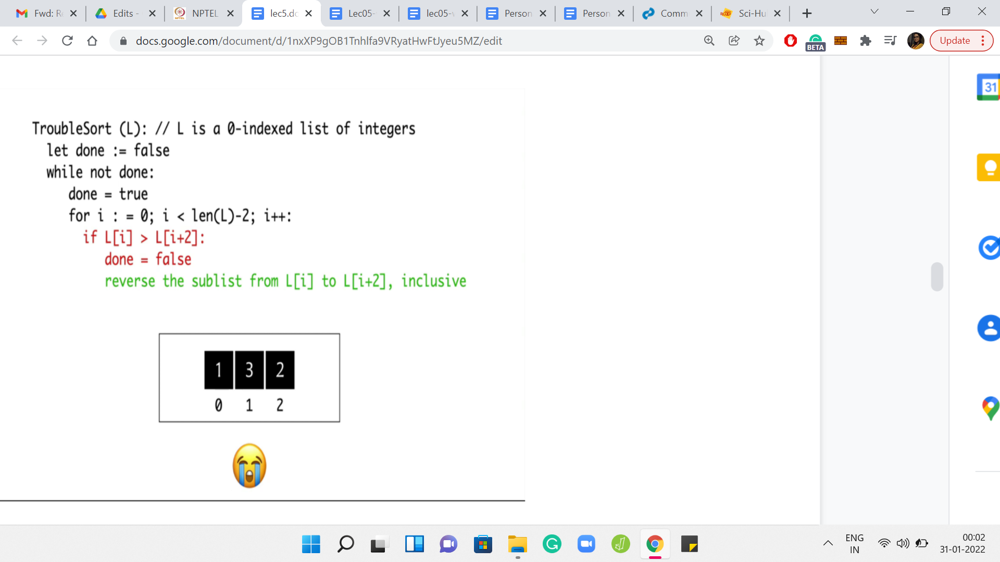 Fwd: Re
Edits -
NPTEL
lec5.do
Lec05-
lec05-v
Person
Person
Comm
Sci-Hu
docs.google.com/document/d/1nxXP9gOB1Tnhlfa9VRyatHwFtJyeu5MZ/edit
BETA
Update
31
TroubleSort (L): // L is a 0-indexed list of integers
let done := false
while not done:
done = true
for i : = 0; i < len(L)-2; i++:
if L[i] > L[i+2]:
done = false
reverse the sublist from L[i] to L[i+2], inclusive
1 3 2
0 1 2
ENG
IN
00:02
31-01-2022